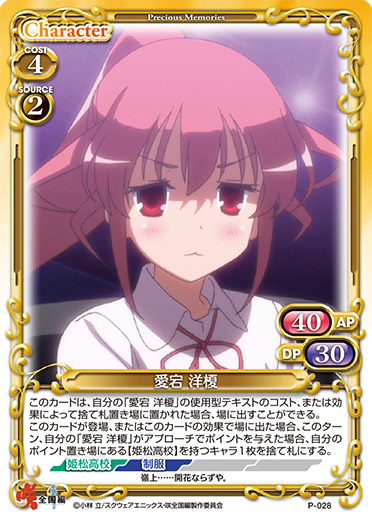 Precious Memories
Character
COST
4
SOURCE
2
40 AP
DP 30
愛宕 洋榎
このカードは、自分の「愛宕 洋榎」の使用型テキストのコスト、または効
果によって捨て札置き場に置かれた場合、場に出すことができる。
このカードが登場、またはこのカードの効果で場に出た場合、このター
ン、自分の「愛宕 洋榎」がアプローチでポイントを与えた場合、自分の
ポイント置き場にある【姫松高校】を持つキャラ1枚を捨て札にする。
姫松高校 制服
嶺上……開花ならずや。
咲 全国編
©小林 立/スクウェアエニックス・咲全国編製作委員会
P-028